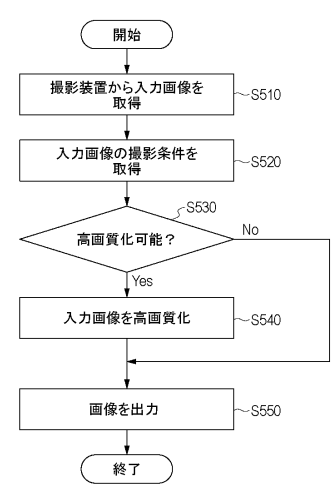 開始
撮影装置から入力画像を
取得
S510
入力画像の撮影条件を
取得
S520
S530
高画質化可能？
No
Yes
入力画像を高画質化
S540
画像を出力
S550
終了